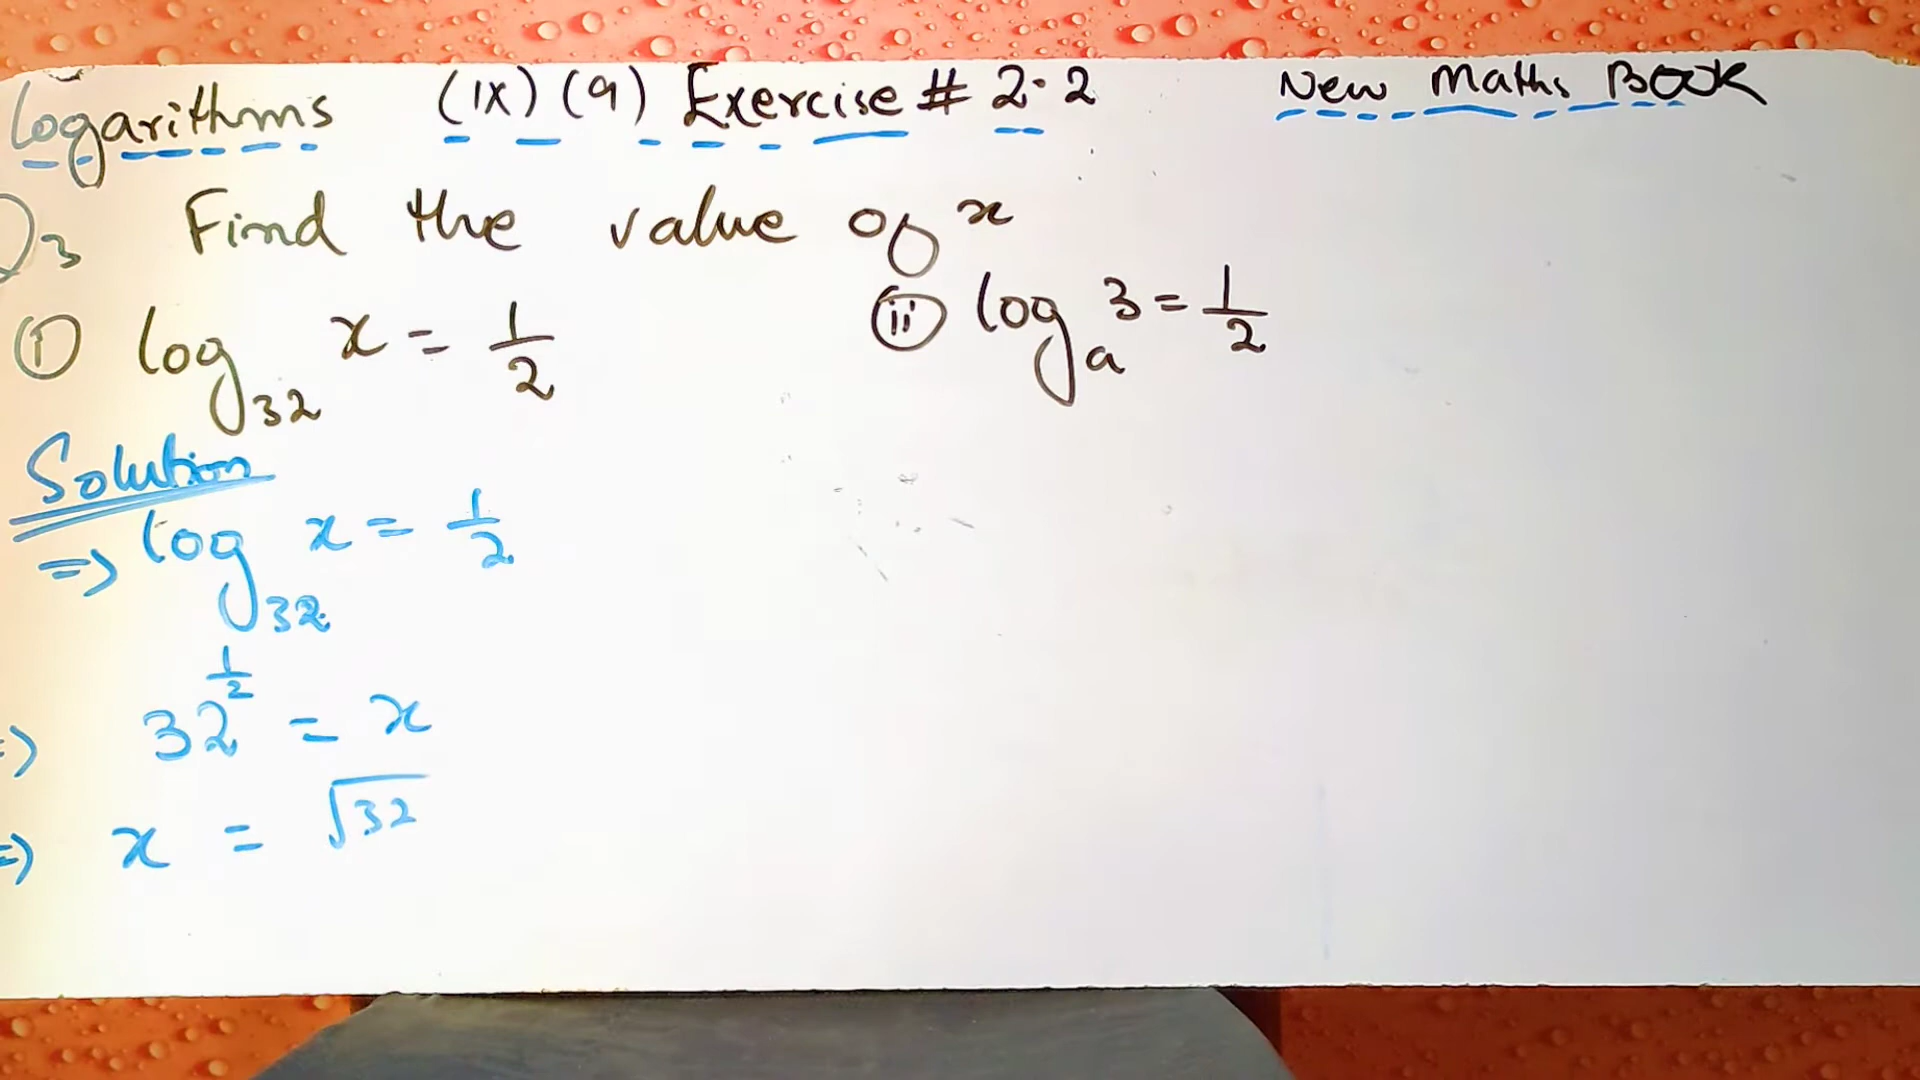 Logarithms (IX) (9) Exercise # 2.2 New Maths Book
Q3 Find the value of x
(i) log₃₂ x = 1/2 (ii) logₐ 3 = 1/2
Solution
=> log₃₂ x = 1/2
=> 32^(1/2) = x
=> x = √32